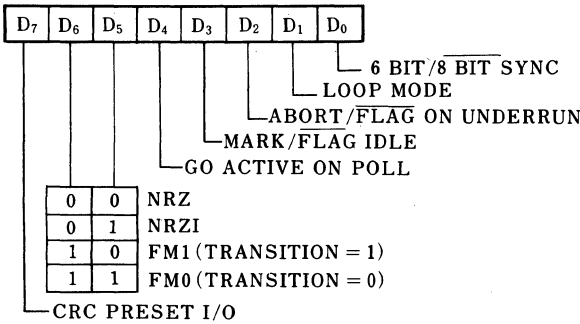 D7 D6 D5 D4 D3 D2 D1 D0
6 BIT/8 BIT SYNC
LOOP MODE
ABORT/FLAG ON UNDERRUN
MARK/FLAG IDLE
GO ACTIVE ON POLL
0 0 NRZ
0 1 NRZI
1 0 FM1 (TRANSITION = 1)
1 1 FM0 (TRANSITION = 0)
CRC PRESET I/O